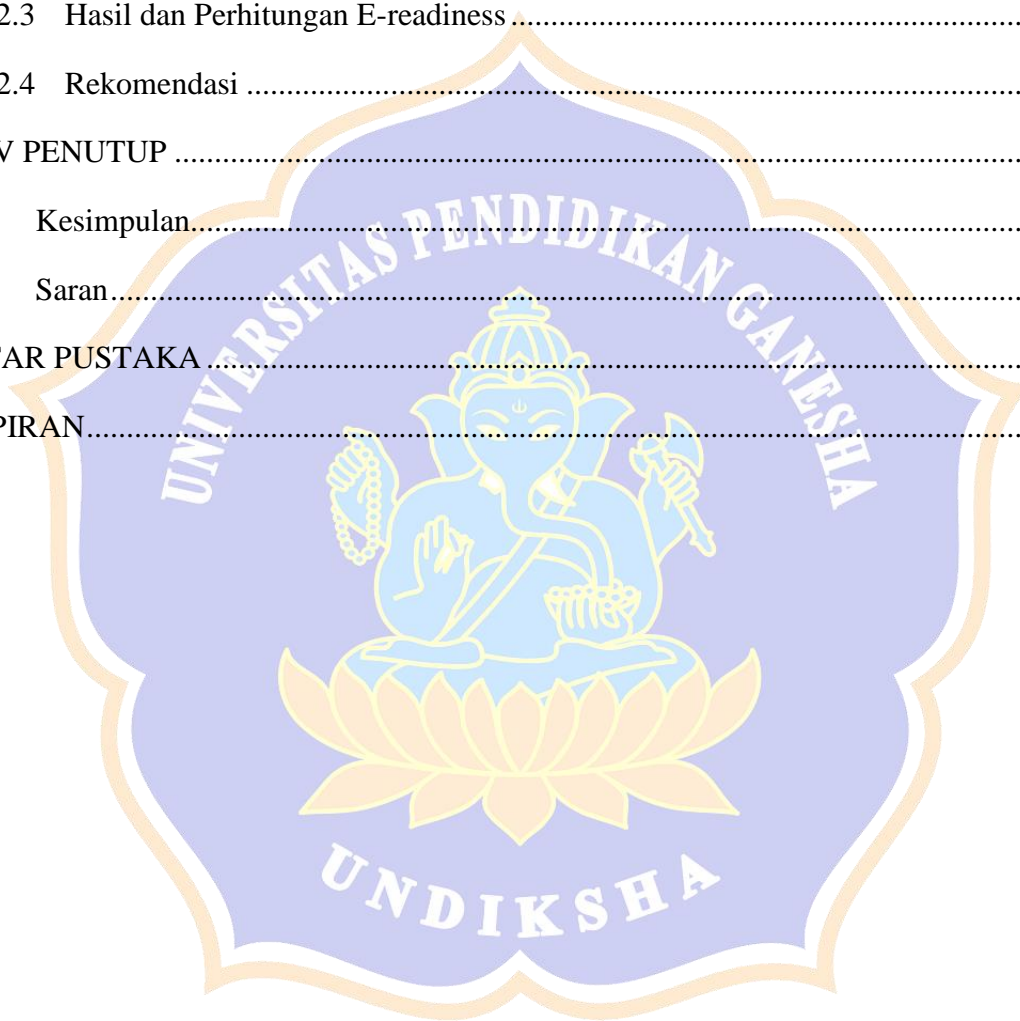 2.3 Hasil dan Perhitungan E-readiness ................................................................
2.4 Rekomendasi ................................................................
V PENUTUP ................................................................
Kesimpulan................................................................
Saran................................................................
AR PUSTAKA ................................................................
PIRAN................................................................
UNIVERSITAS PENDIDIKAN GANESHA
UNDIKSHA